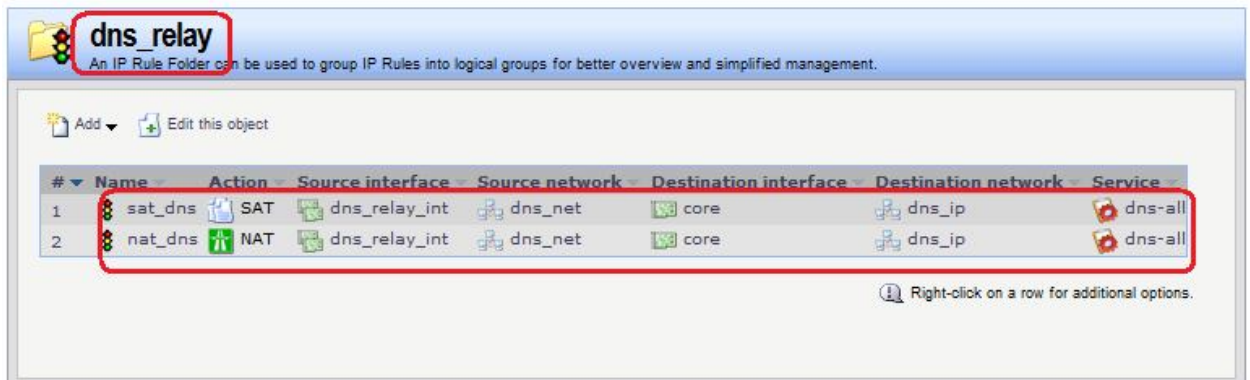 dns_relay
An IP Rule Folder can be used to group IP Rules into logical groups for better overview and simplified management.
Add Edit this object
# Name Action Source interface Source network Destination interface Destination network Service
1 sat_dns SAT dns_relay_int dns_net core dns_ip dns-all
2 nat_dns NAT dns_relay_int dns_net core dns_ip dns-all
Right-click on a row for additional options.